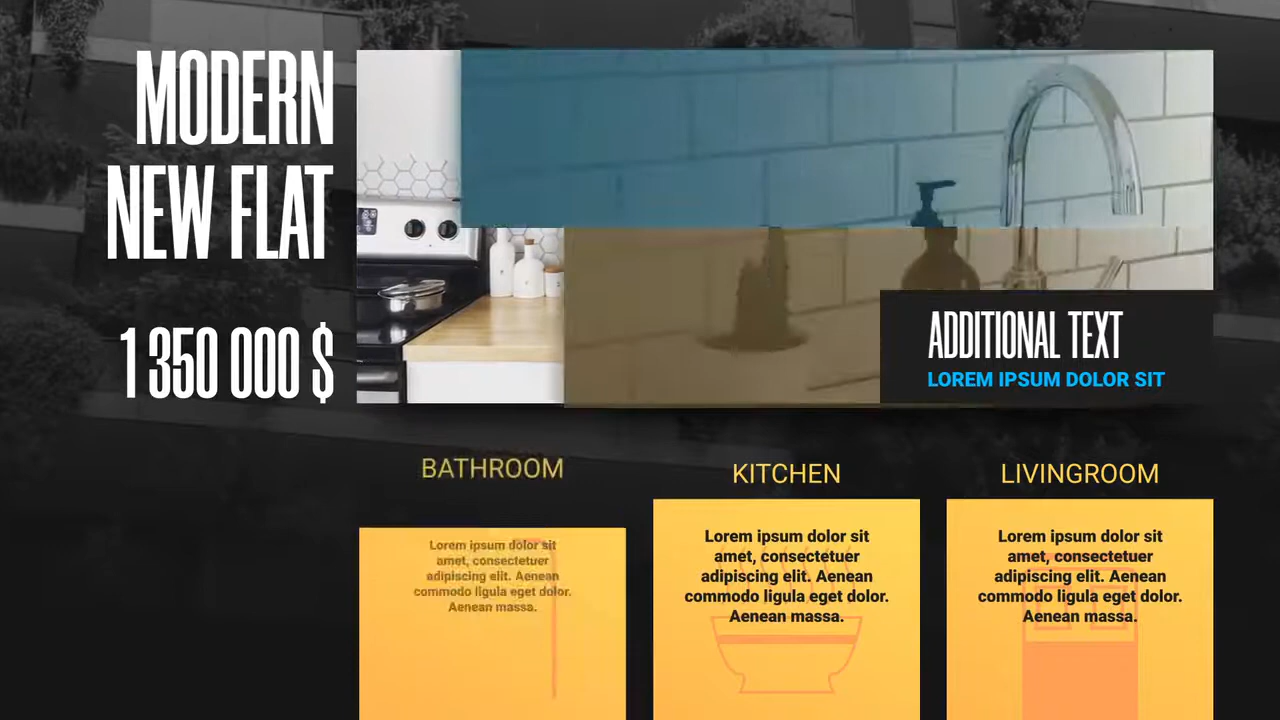 MODERN
NEW FLAT
1 350 000 $
ADDITIONAL TEXT
LOREM IPSUM DOLOR SIT
BATHROOM
Lorem ipsum dolor sit
amet, consectetuer
adipiscing elit. Aenean
commodo ligula eget dolor.
Aenean massa.
KITCHEN
Lorem ipsum dolor sit
amet, consectetuer
adipiscing elit. Aenean
commodo ligula eget dolor.
Aenean massa.
LIVINGROOM
Lorem ipsum dolor sit
amet, consectetuer
adipiscing elit. Aenean
commodo ligula eget dolor.
Aenean massa.